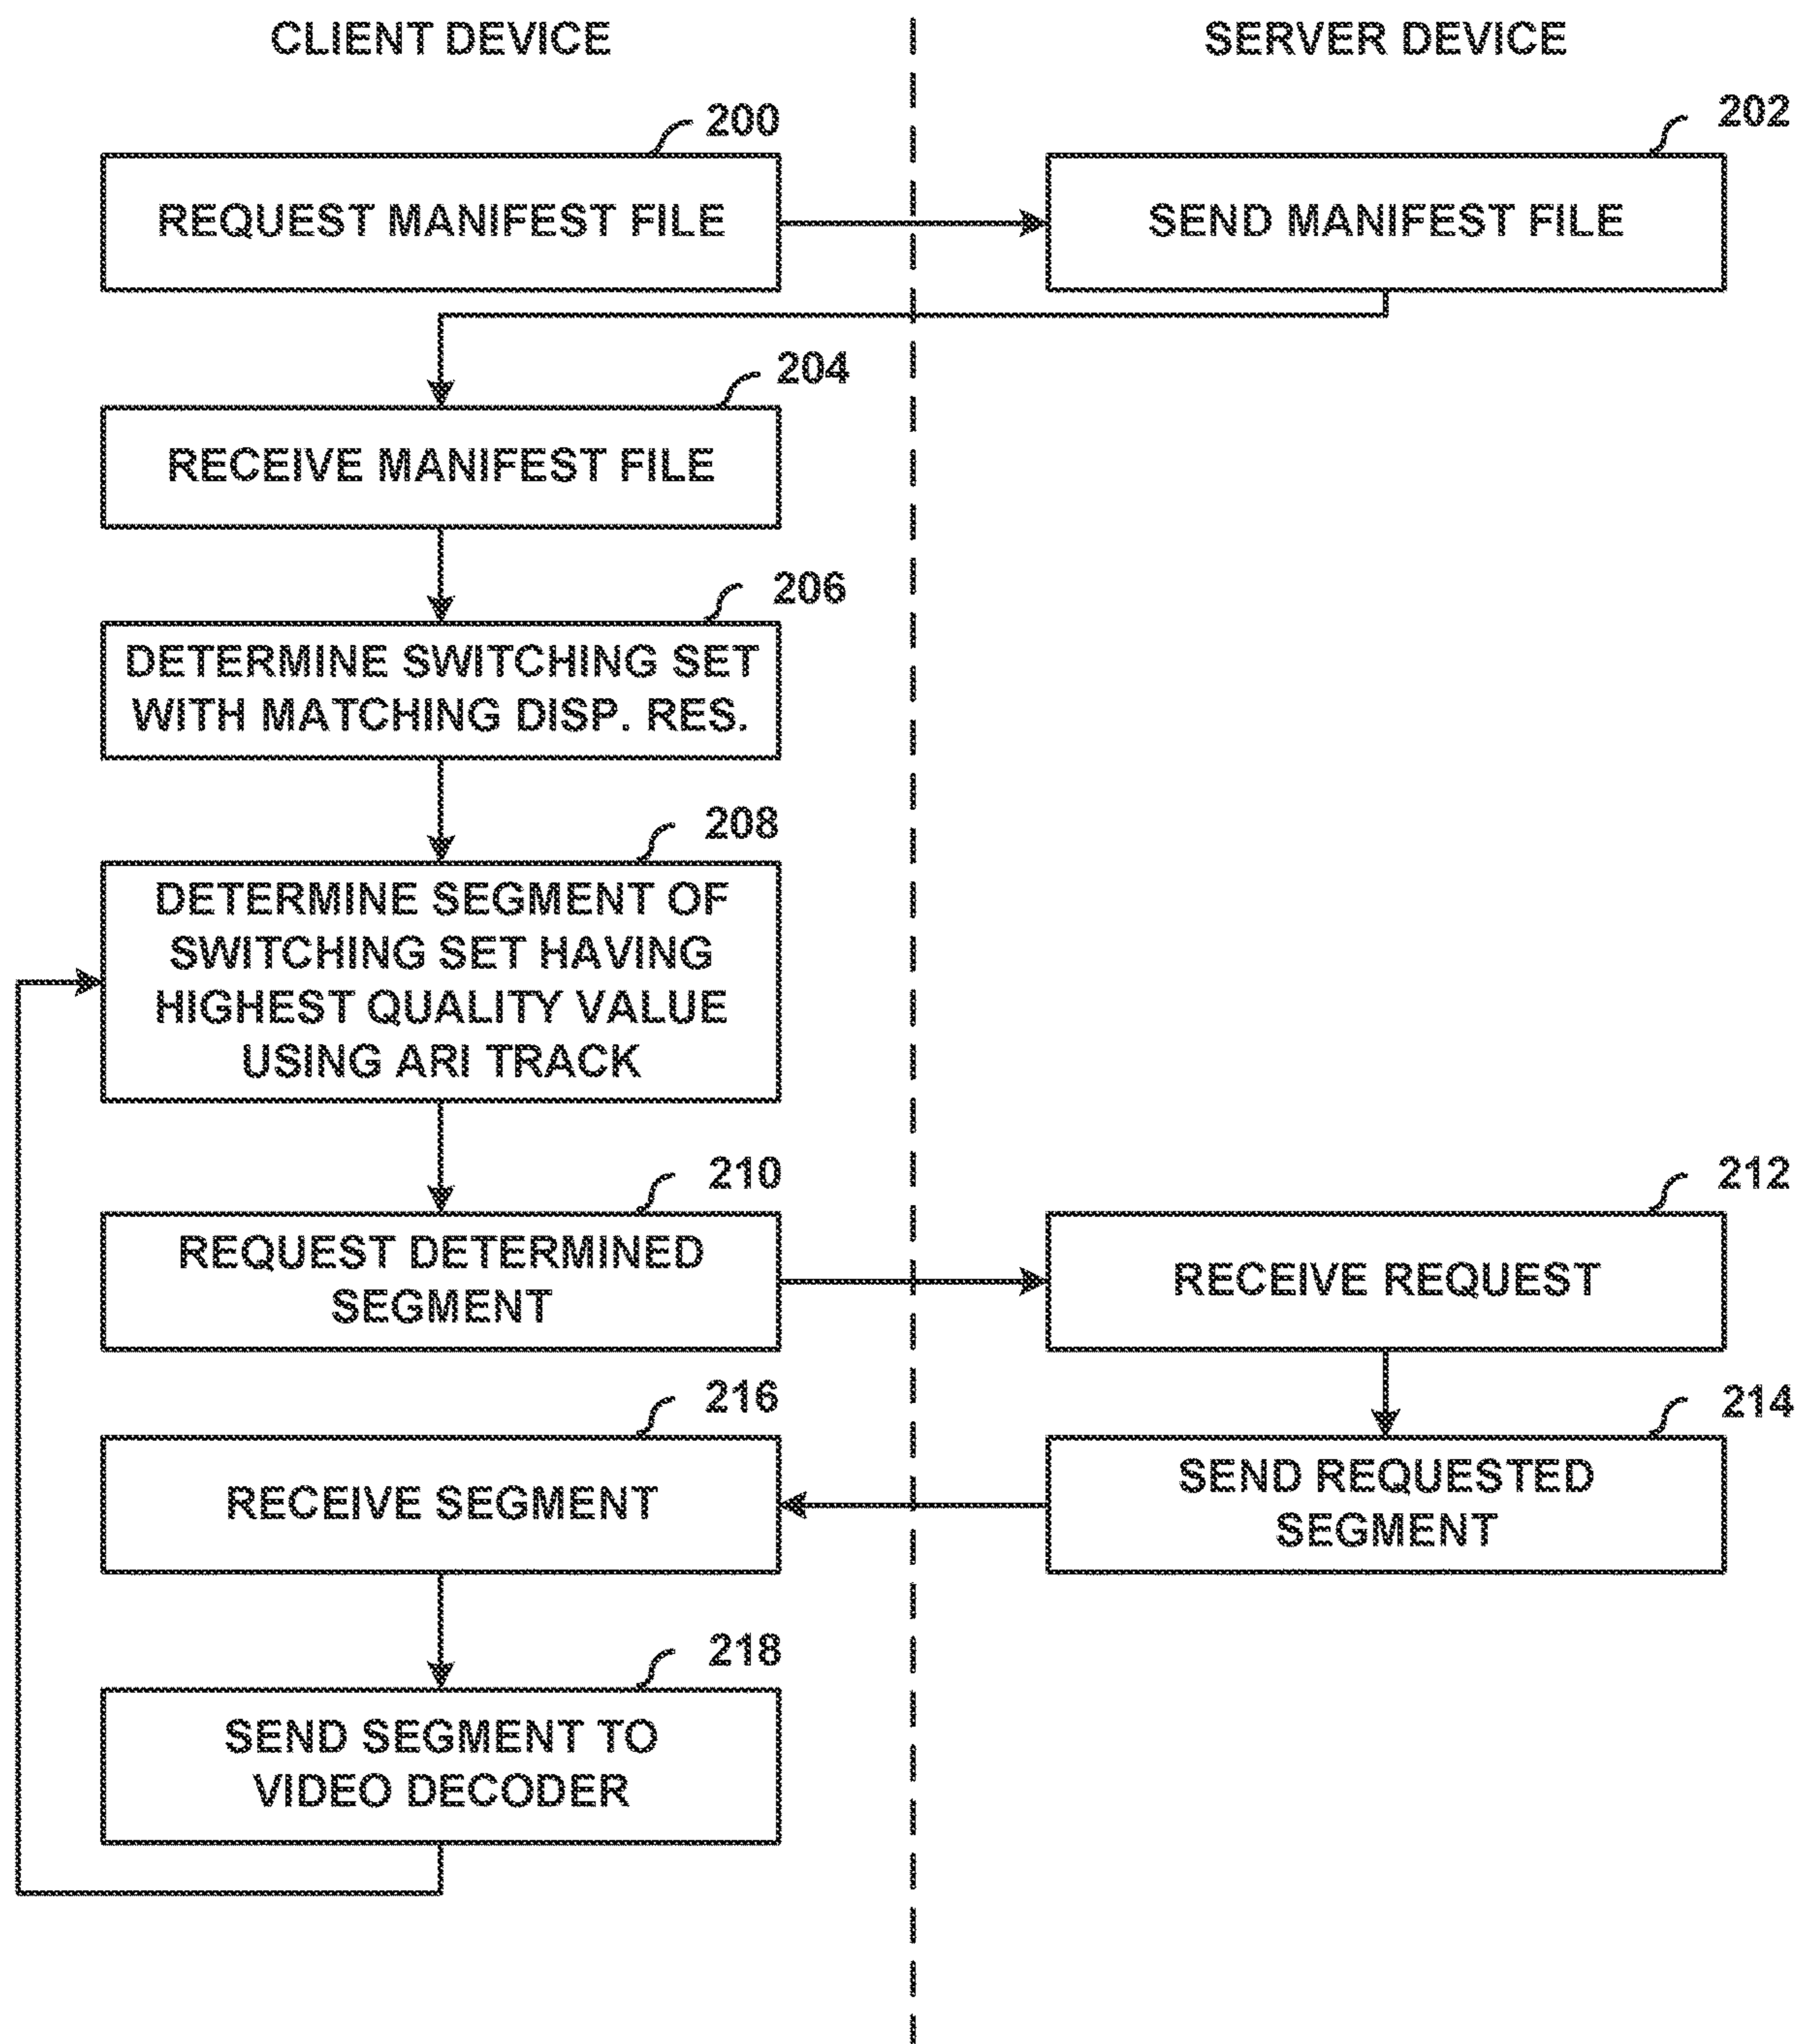 CLIENT DEVICE
SERVER DEVICE
200
REQUEST MANIFEST FILE
202
SEND MANIFEST FILE
204
RECEIVE MANIFEST FILE
206
DETERMINE SWITCHING SET
WITH MATCHING DISP. RES.
208
DETERMINE SEGMENT OF
SWITCHING SET HAVING
HIGHEST QUALITY VALUE
USING ARI TRACK
210
REQUEST DETERMINED
SEGMENT
212
RECEIVE REQUEST
214
SEND REQUESTED
SEGMENT
216
RECEIVE SEGMENT
218
SEND SEGMENT TO
VIDEO DECODER